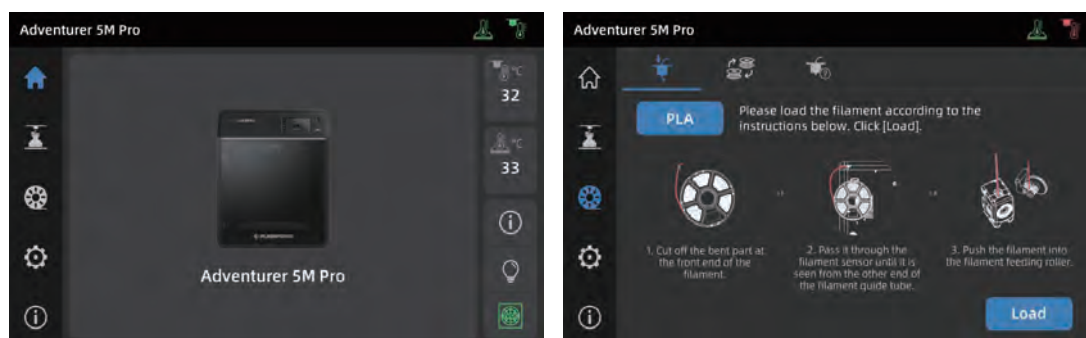 Adventurer 5M Pro
°C
32
°C
33
Adventurer 5M Pro
Adventurer 5M Pro
PLA
Please load the filament according to the
instructions below. Click [Load].
1. Cut off the bent part at
the front end of the
filament.
2. Pass it through the
filament sensor until it is
seen from the other end of
the filament guide tube.
3. Push the filament into
the filament feeding roller.
Load